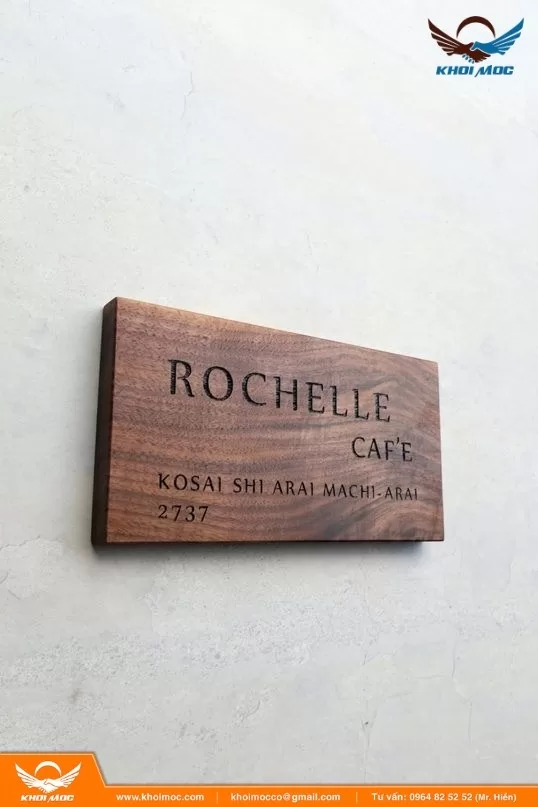 KHOI MOC
ROCHELLE
CAF'E
KOSAI SHI ARAI MACHI-ARAI
2737
KHOI MOC
www.khoimoc.com | khoimocco@gmail.com | Tư vấn: 0964 82 52 52 (Mr. Hiển)